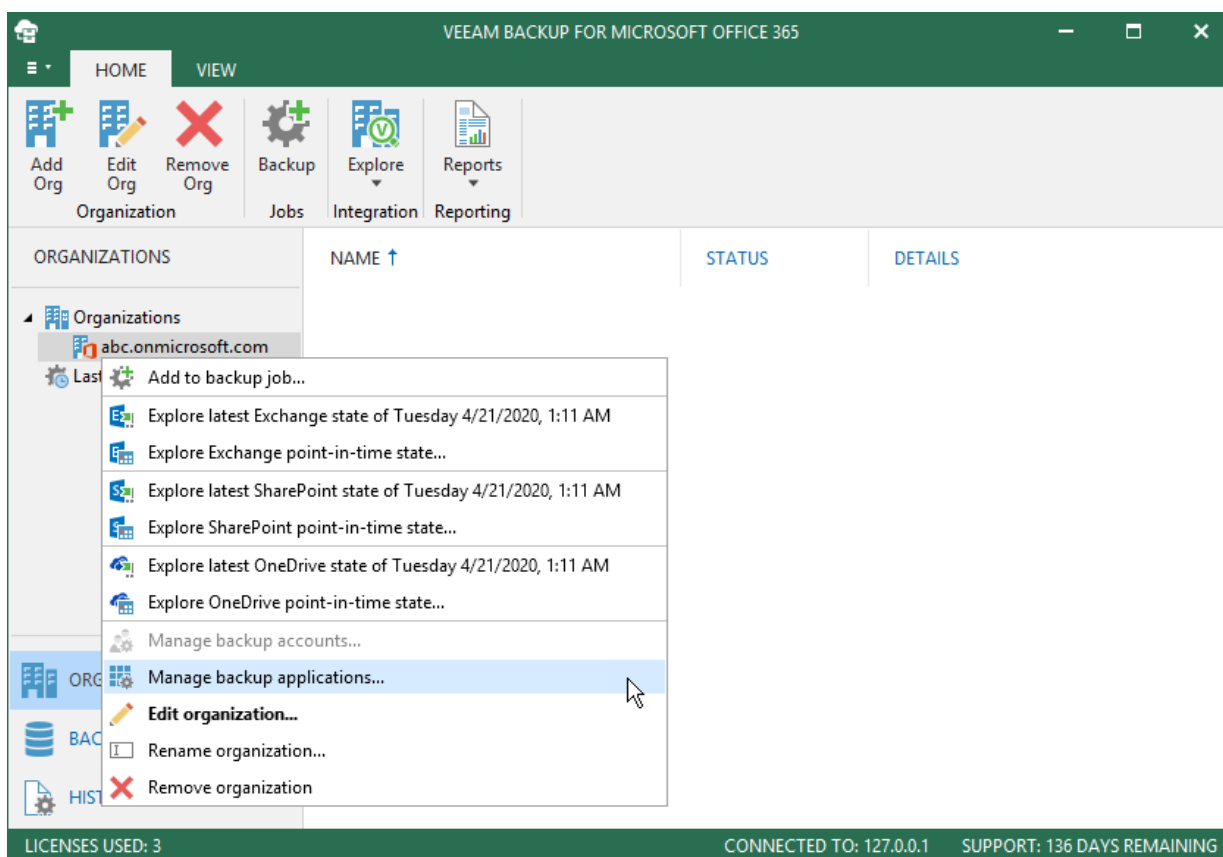 VEEAM BACKUP FOR MICROSOFT OFFICE 365
HOME VIEW
Add Org
Edit Org
Remove Org
Backup
Explore
Reports
Organization
Jobs
Integration
Reporting
ORGANIZATIONS
NAME ↑
STATUS
DETAILS
Organizations
abc.onmicrosoft.com
Last
Add to backup job...
Explore latest Exchange state of Tuesday 4/21/2020, 1:11 AM
Explore Exchange point-in-time state...
Explore latest SharePoint state of Tuesday 4/21/2020, 1:11 AM
Explore SharePoint point-in-time state...
Explore latest OneDrive state of Tuesday 4/21/2020, 1:11 AM
Explore OneDrive point-in-time state...
Manage backup accounts...
ORG
Manage backup applications...
Edit organization...
BAC
Rename organization...
HIST
Remove organization
LICENSES USED: 3
CONNECTED TO: 127.0.0.1
SUPPORT: 136 DAYS REMAINING